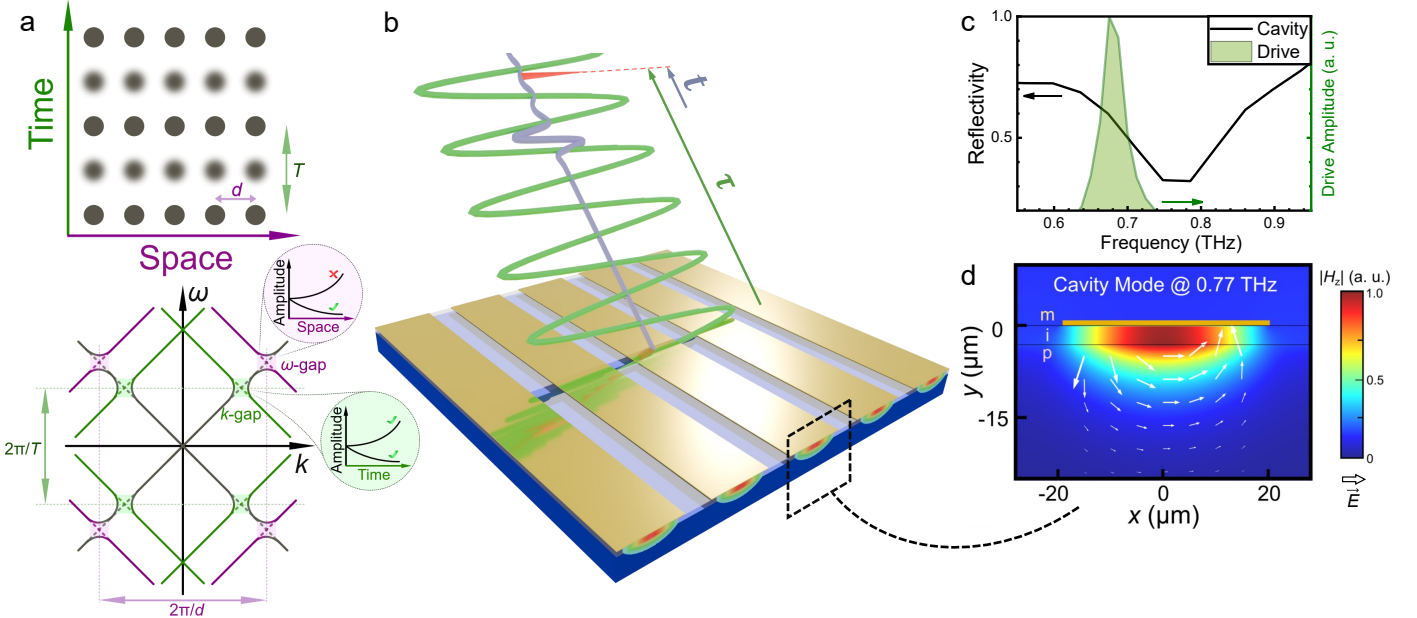 a
Time
T
d
Space
ω
Amplitude
Space
ω-gap
k-gap
2π/T
k
Amplitude
Time
2π/d
b
t
τ
c
Cavity
Drive
1.0
0.5
Reflectivity
0.6
0.7
0.8
0.9
Frequency (THz)
Drive Amplitude (a. u.)
d
Cavity Mode @ 0.77 THz
m
i
p
0
-15
y (μm)
-20
0
20
x (μm)
|Hz| (a. u.)
1.0
0.5
0
E